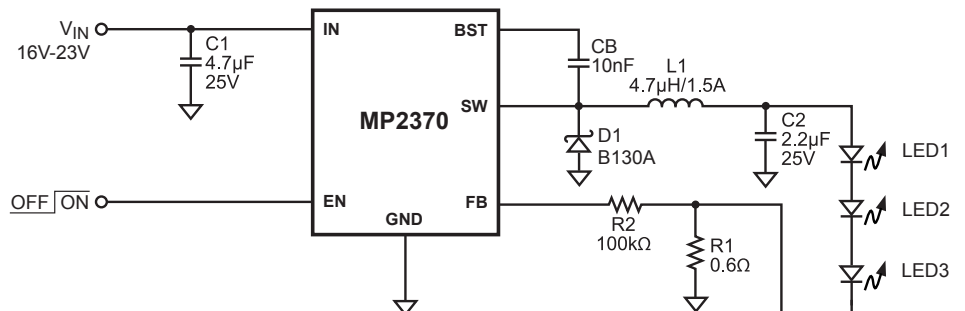 VIN
16V-23V
C1
4.7µF
25V
IN
BST
CB
10nF
L1
4.7µH/1.5A
SW
MP2370
D1
B130A
C2
2.2µF
25V
LED1
OFF ON
EN
GND
FB
R2
100kΩ
R1
0.6Ω
LED2
LED3